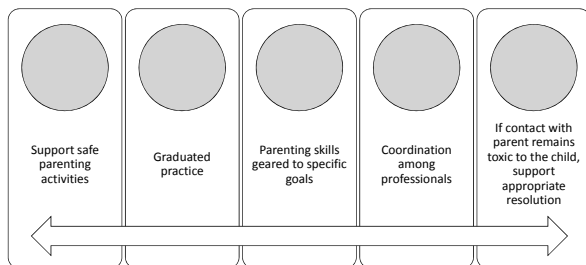 Support safe
parenting
activities
Graduated
practice
Parenting skills
geared to specific
goals
Coordination
among
professionals
If contact with
parent remains
toxic to the child,
support
appropriate
resolution